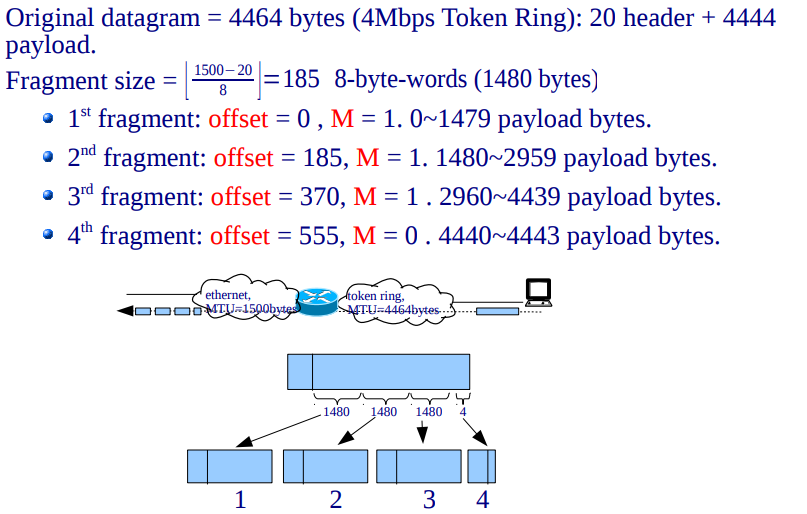 Original datagram = 4464 bytes (4Mbps Token Ring): 20 header + 4444
payload.
Fragment size = ⌊(1500−20)/8⌋=185 8-byte-words (1480 bytes)
1st fragment: offset = 0 , M = 1. 0~1479 payload bytes.
2nd fragment: offset = 185, M = 1. 1480~2959 payload bytes.
3rd fragment: offset = 370, M = 1 . 2960~4439 payload bytes.
4th fragment: offset = 555, M = 0 . 4440~4443 payload bytes.
ethernet,
MTU=1500bytes
token ring,
MTU=4464bytes
1480 1480 1480 4
1 2 3 4